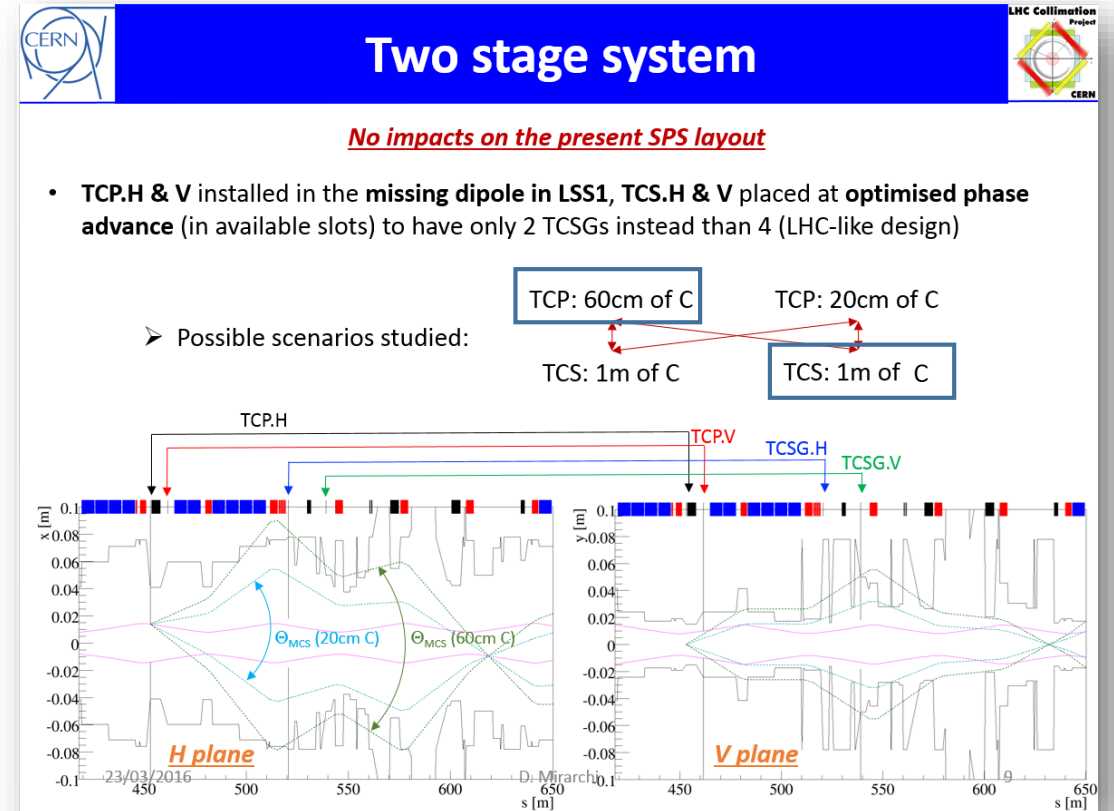 CERN
Two stage system
LHC Collimation
Project
CERN
No impacts on the present SPS layout
• TCP.H & V installed in the missing dipole in LSS1, TCS.H & V placed at optimised phase
advance (in available slots) to have only 2 TCSGs instead than 4 (LHC-like design)
TCP: 60cm of C
TCP: 20cm of C
➢ Possible scenarios studied:
TCS: 1m of C
TCS: 1m of C
TCP.H
TCP.V
TCSG.H
TCSG.V
x [m]
0.1
0.08
0.06
0.04
0.02
0
-0.02
-0.04
-0.06
-0.08
-0.1
Θ_MCS (20cm C)
Θ_MCS (60cm C)
H plane
450
500
550
600
s [m]
y [m]
0.1
0.08
0.06
0.04
0.02
0
-0.02
-0.04
-0.06
-0.08
-0.1
V plane
450
500
550
600
650
s [m]
23/03/2016
D. Mirarchi
9